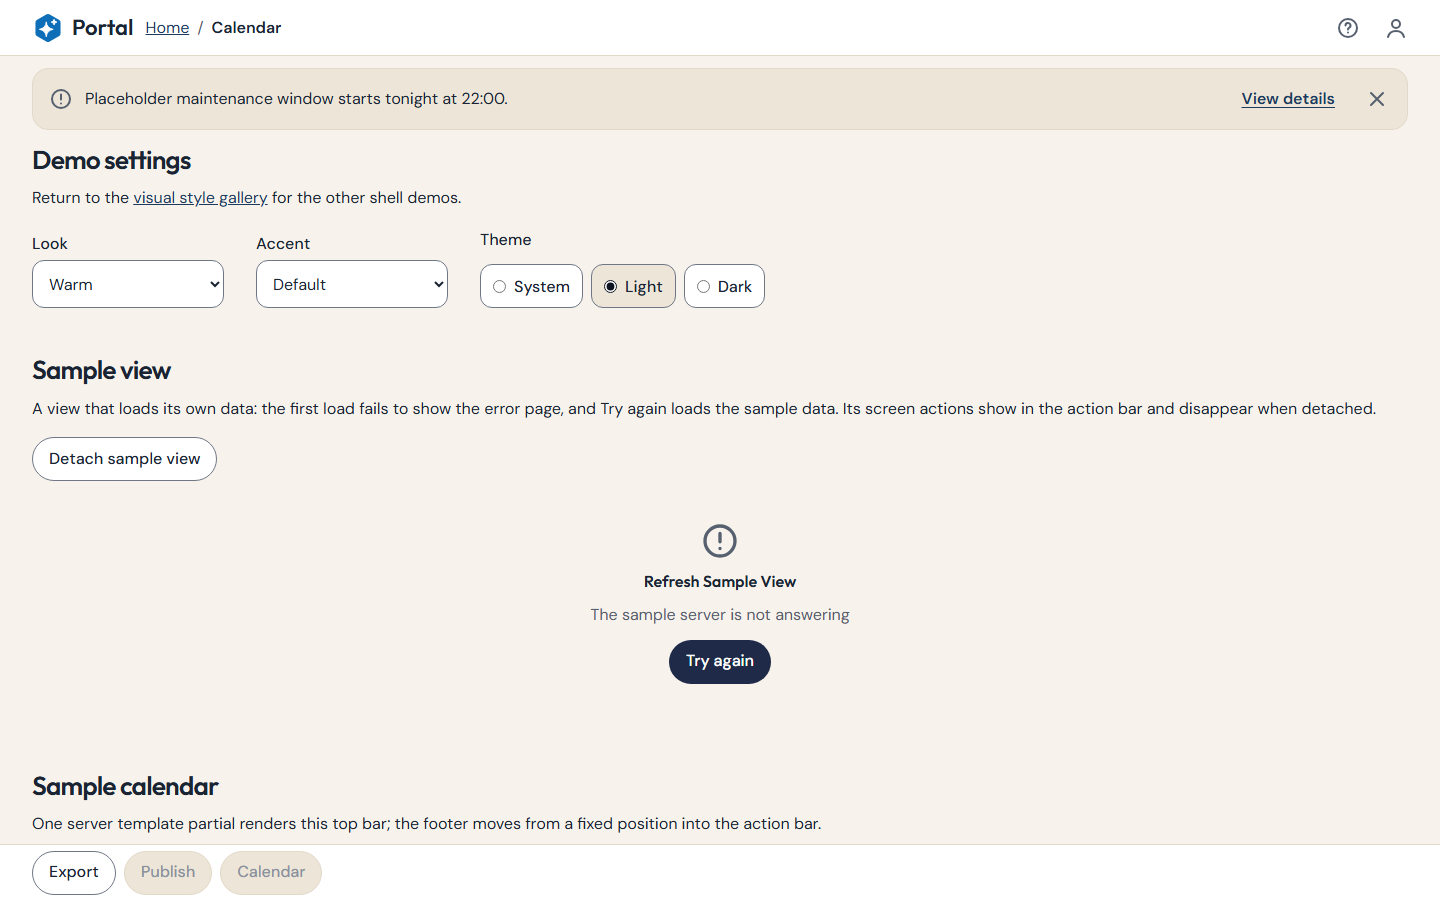 Portal Home / Calendar
Placeholder maintenance window starts tonight at 22:00. View details
Demo settings
Return to the visual style gallery for the other shell demos.
Look Accent Theme
Warm Default System Light Dark
Sample view
A view that loads its own data: the first load fails to show the error page, and Try again loads the sample data. Its screen actions show in the action bar and disappear when detached.
Detach sample view
Refresh Sample View
The sample server is not answering
Try again
Sample calendar
One server template partial renders this top bar; the footer moves from a fixed position into the action bar.
Export Publish Calendar